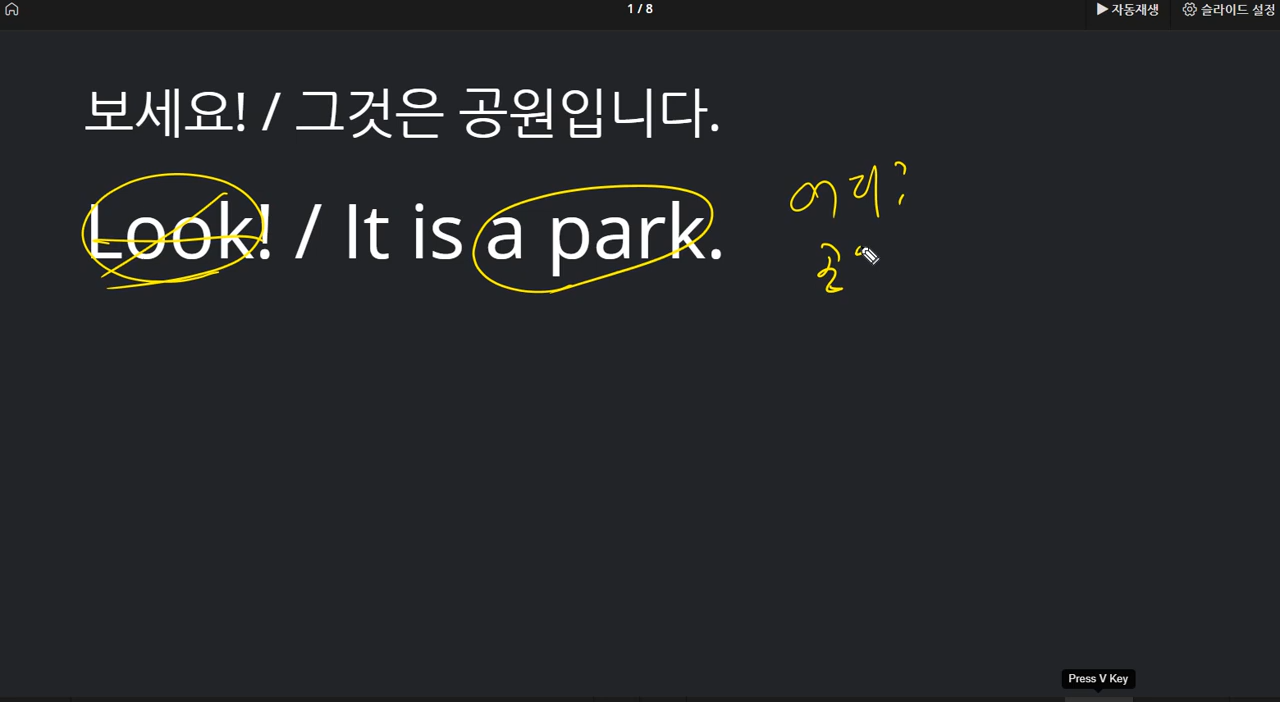 1 / 8
자동재생
슬라이드 설정
보세요! / 그것은 공원입니다.
Look! / It is a park.
어디?
공
Press V Key